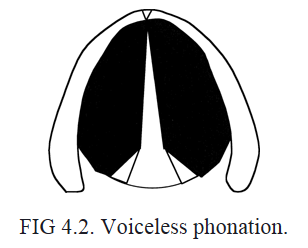 FIG 4.2. Voiceless phonation.